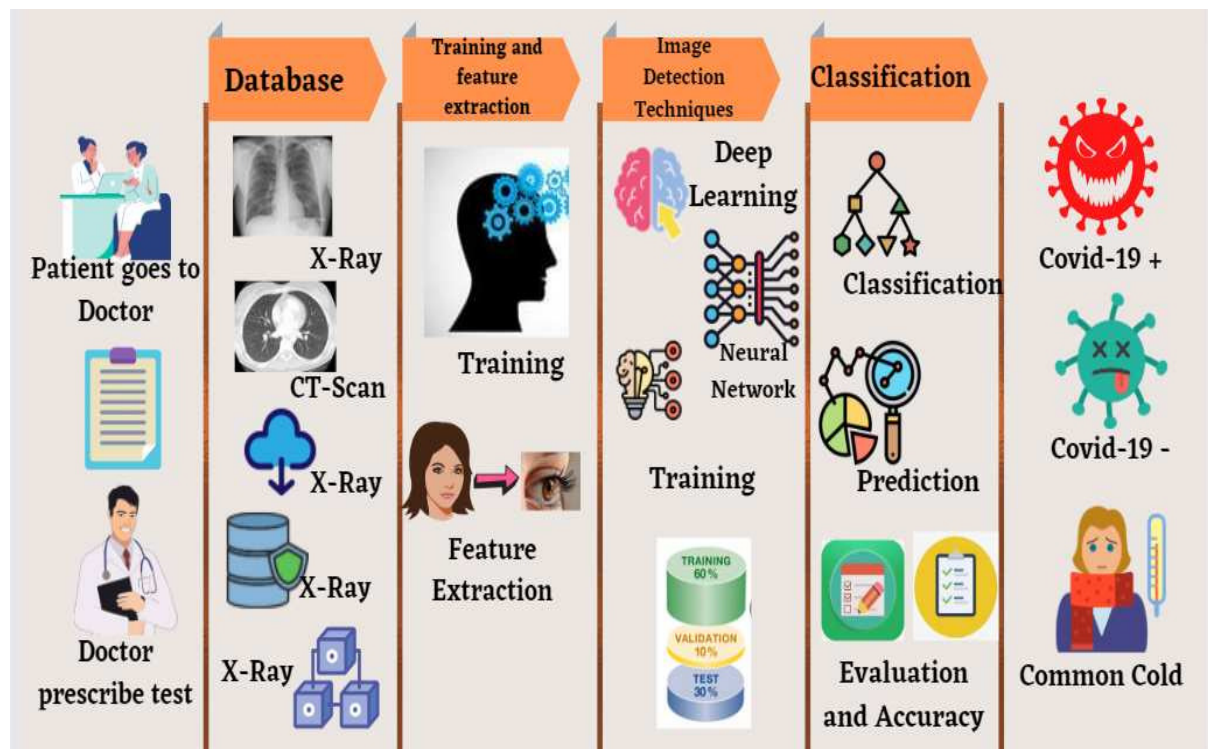 Patient goes to
Doctor
Doctor
prescribe test
Database
X-Ray
CT-Scan
X-Ray
X-Ray
X-Ray
Training and
feature
extraction
Training
Feature
Extraction
Image
Detection
Techniques
Deep
Learning
Neural
Network
Training
TRAINING
60%
VALIDATION
10%
TEST
30%
Classification
Classification
Prediction
Evaluation
and Accuracy
Covid-19 +
Covid-19 -
Common Cold